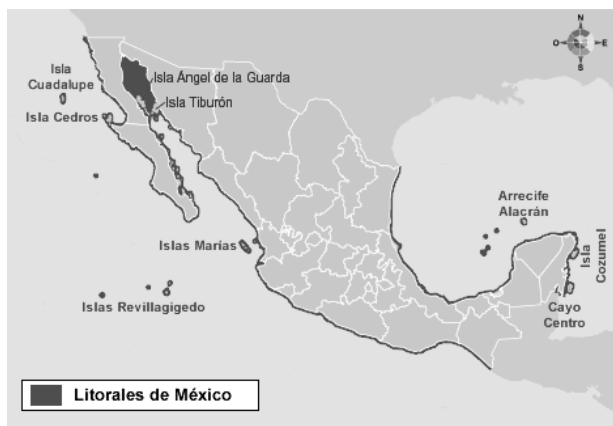 N
O
E
S
Isla
Cuadalupe
Isla Ángel de la Guarda
Isla Tiburón
Isla Cedros
Arrecife
Alacrán
Isla
Cozumel
Islas Marías
Islas Revillagigedo
Cayo
Centro
Litorales de México